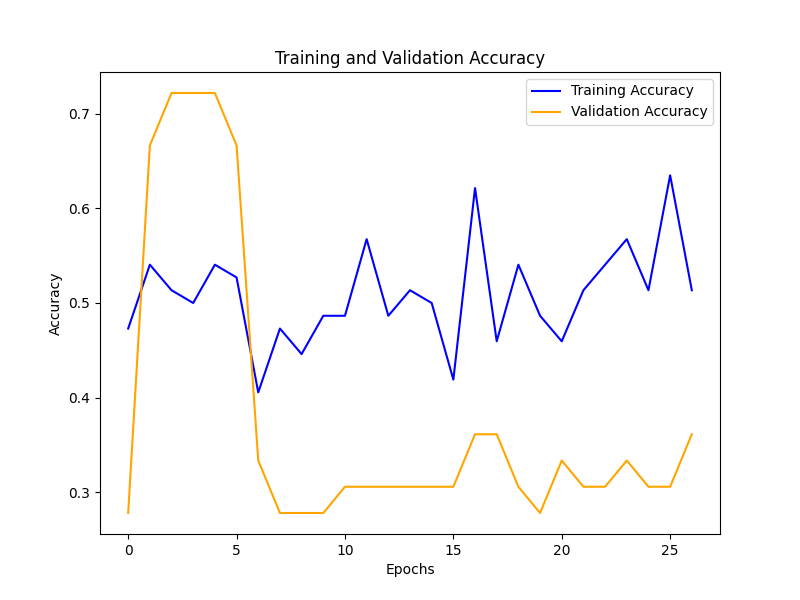 Training and Validation Accuracy
Training Accuracy
Validation Accuracy
Accuracy
0.7
0.6
0.5
0.4
0.3
0 5 10 15 20 25
Epochs